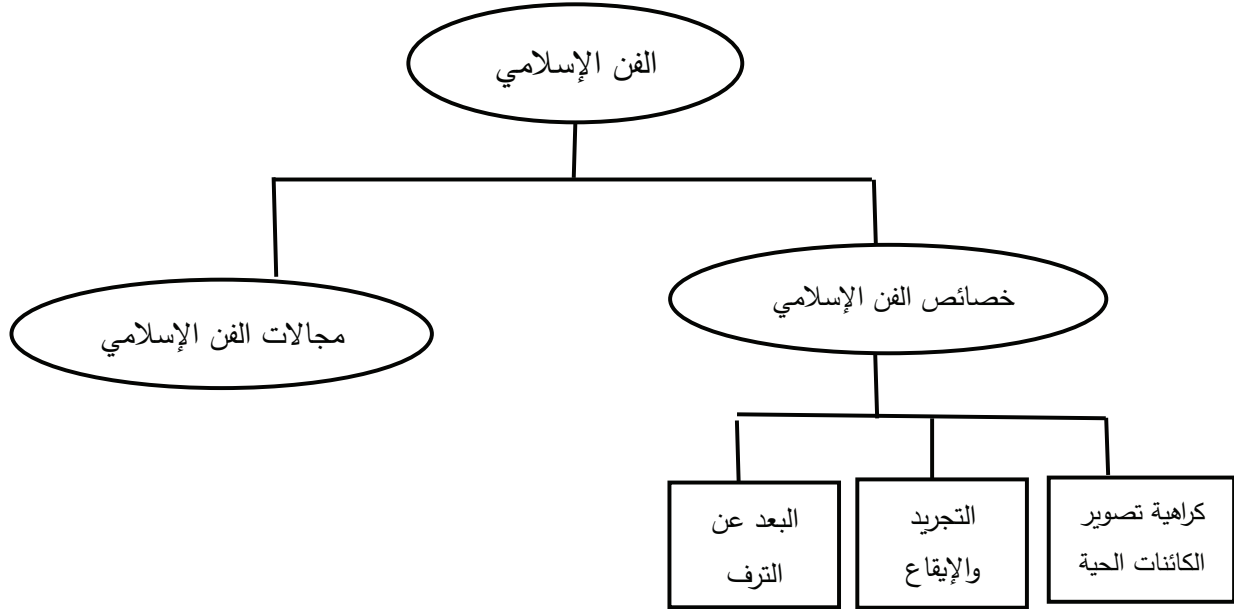 الفن الإسلامي
خصائص الفن الإسلامي
مجالات الفن الإسلامي
كراهية تصوير
الكائنات الحية
التجريد
والإيقاع
البعد عن
الترف